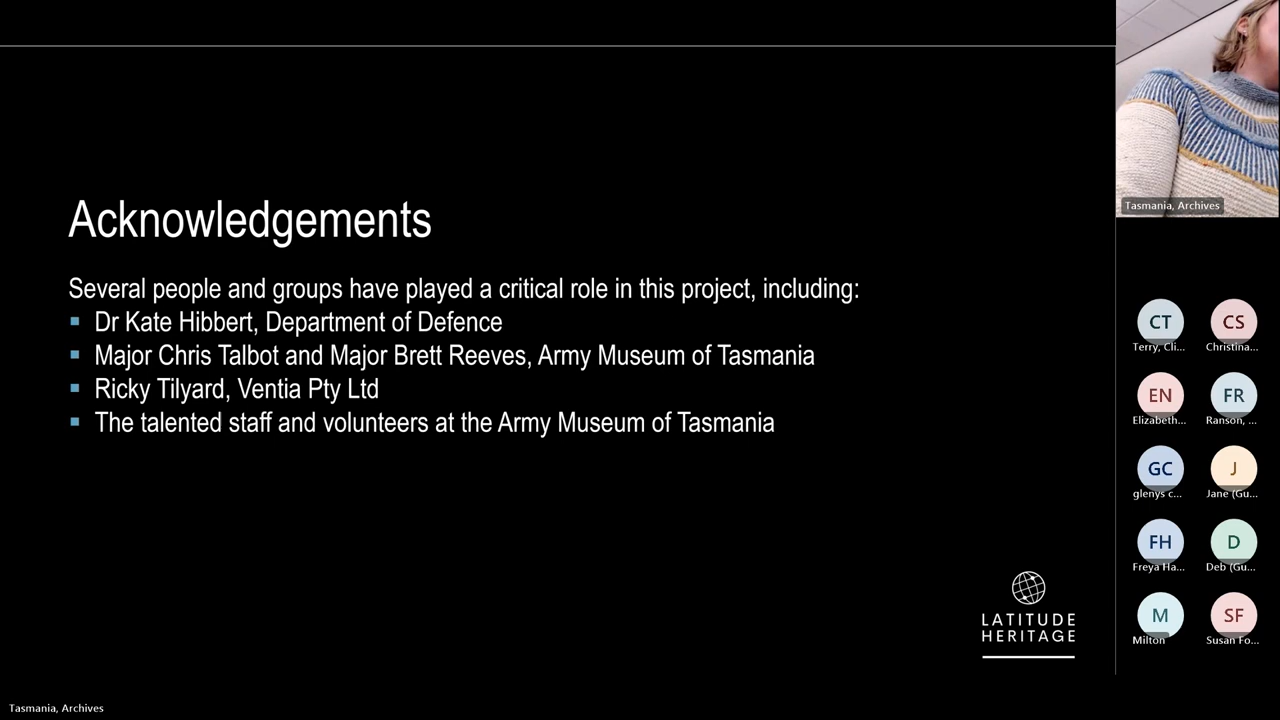 Acknowledgements
Several people and groups have played a critical role in this project, including:
Dr Kate Hibbert, Department of Defence
Major Chris Talbot and Major Brett Reeves, Army Museum of Tasmania
Ricky Tilyard, Ventia Pty Ltd
The talented staff and volunteers at the Army Museum of Tasmania
LATITUDE
HERITAGE
Tasmania, Archives
Tasmania, Archives
CT
Terry, Cli...
CS
Christina...
EN
Elizabeth...
FR
Ranson, ...
GC
glenys c...
J
Jane (Gu...
FH
Freya Ha...
D
Deb (Gu...
M
Milton
SF
Susan Fo...